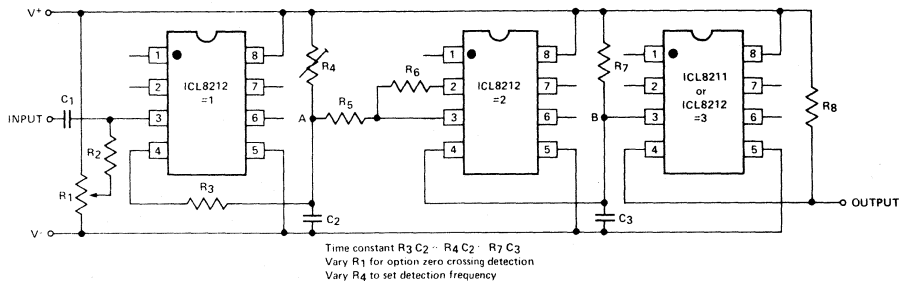 V+
1
8
1
8
1
8
R4
R7
2
ICL8212
7
R6
2
ICL8212
7
2
ICL8211
or
ICL8212
7
R8
=1
=2
=3
C1
R5
INPUT
3
6
A
3
6
B
3
6
R2
4
5
4
5
4
5
R1
R3
OUTPUT
C2
C3
V-
Time constant R3 C2 -- R4 C2 - R7 C3
Vary R1 for option zero crossing detection
Vary R4 to set detection frequency